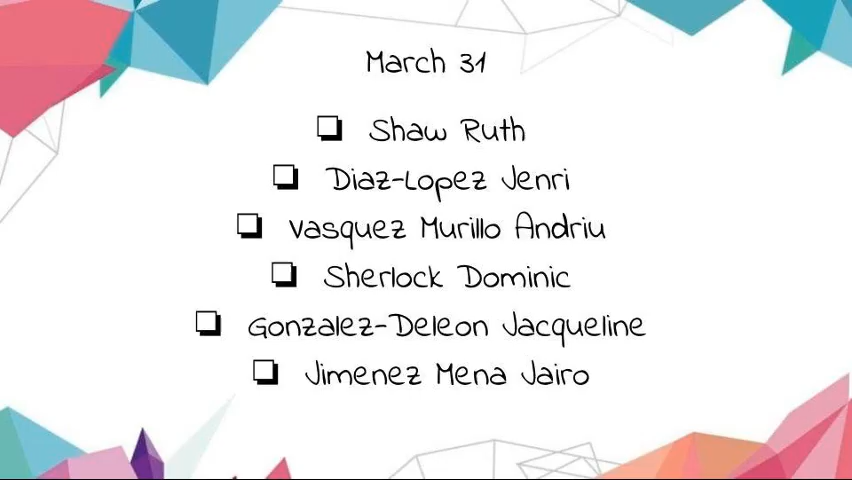 March 31
❑ Shaw Ruth
❑ Diaz-Lopez Jenri
❑ Vasquez Murillo Andriu
❑ Sherlock Dominic
❑ Gonzalez-Deleon Jacqueline
❑ Jimenez Mena Jairo